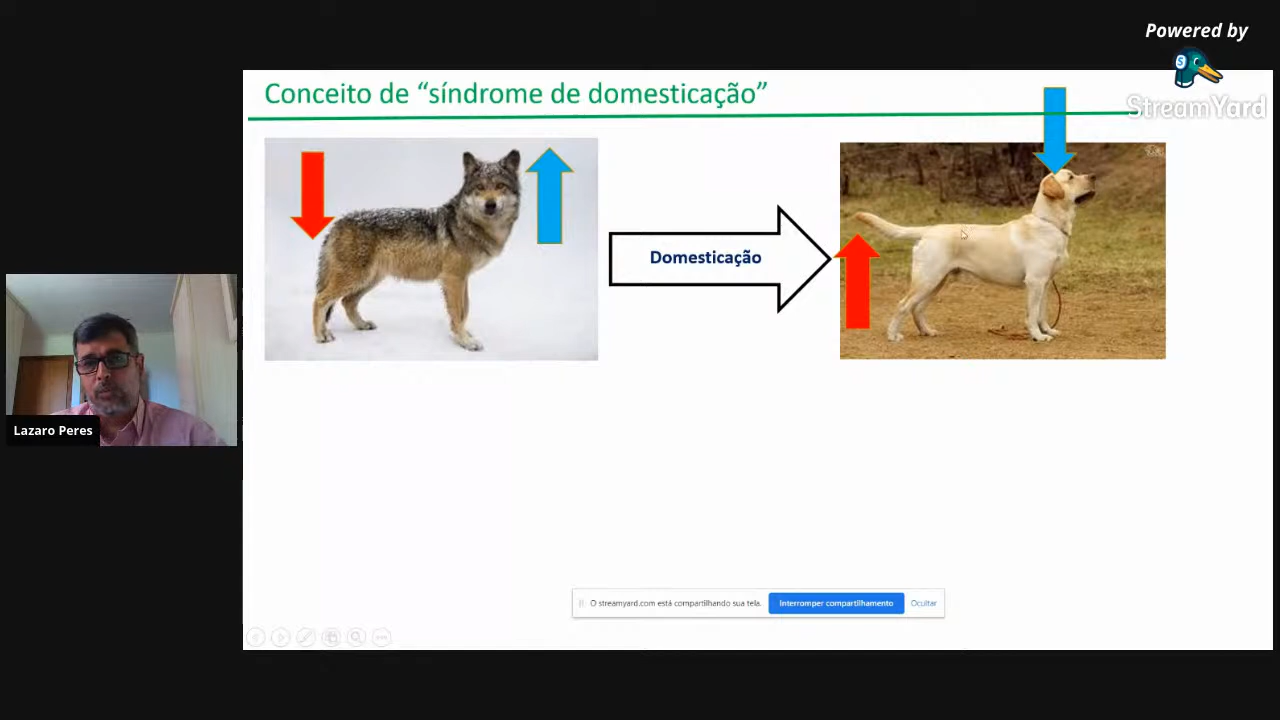 Powered by
StreamYard
Conceito de “síndrome de domesticação”
Domesticação
Lazaro Peres
O streamyard.com está compartilhando sua tela.
Interromper compartilhamento
Ocultar